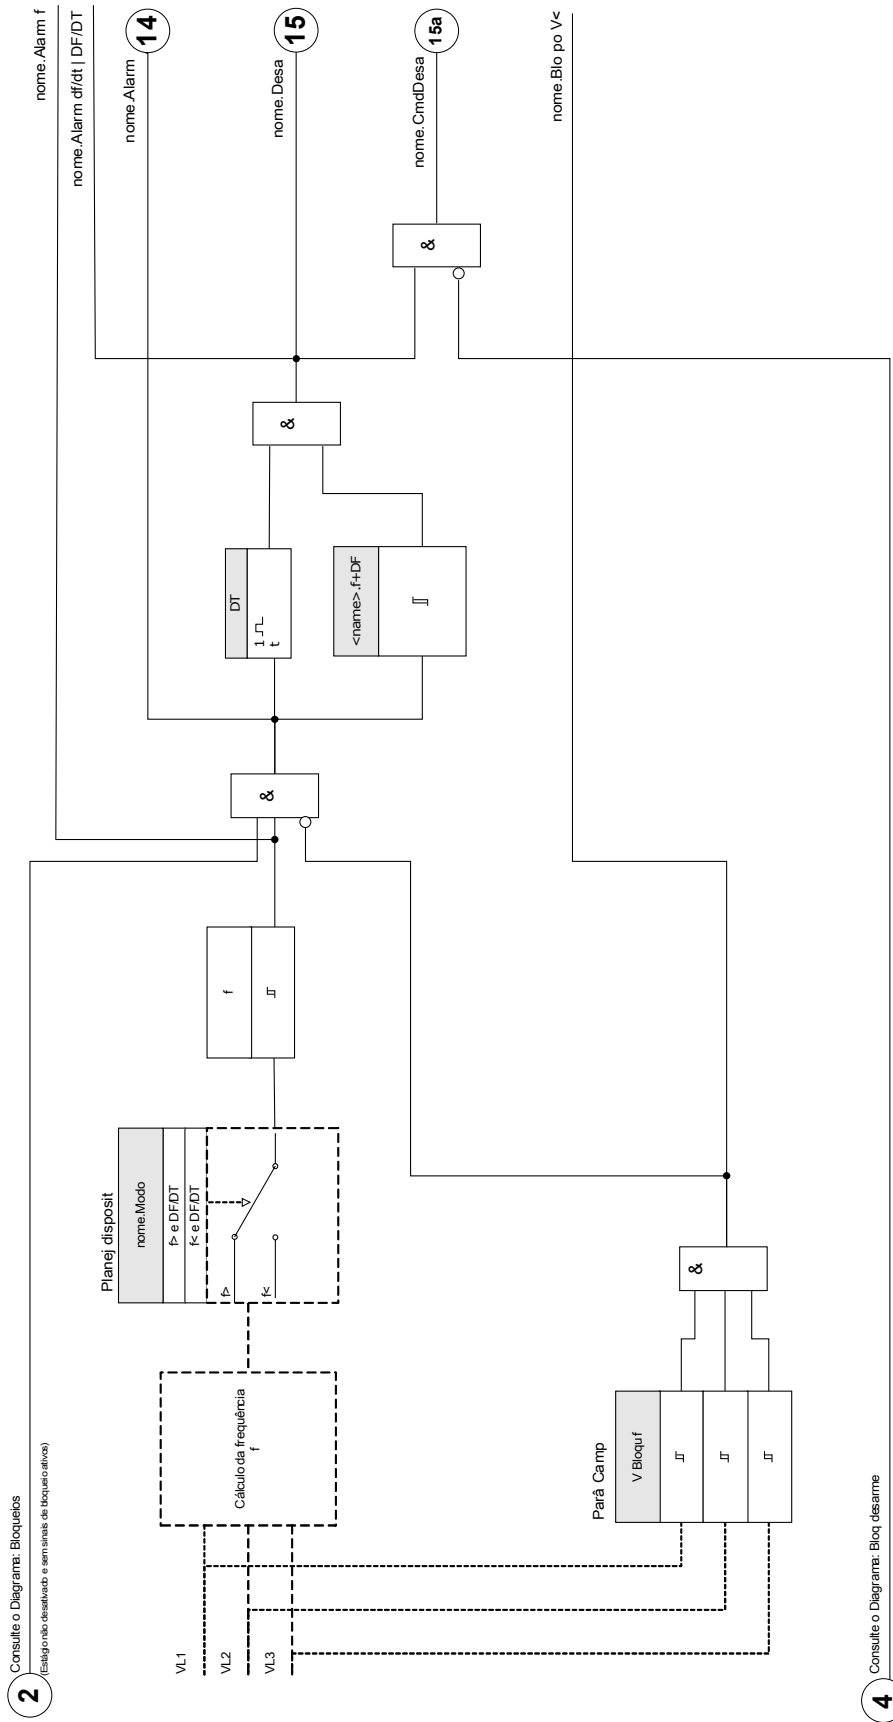 2
Consulte o Diagrama: Bloqueios
(Estágio não desativado e sem sinais de bloqueio ativos)
VL1
VL2
VL3
Cálculo da frequência
f
Planej disposit
nome.Modo
f> e DF/DT
f< e DF/DT
f>
f<
f
&
DT
1
t
<name>.f+DF
&
&
nome.Alarm f
nome.Alarm df/dt | DF/DT
nome.Alarm
14
nome.Desa
15
nome.CmdDesa
15a
nome.Blo po V<
Parâ Camp
V Bloqu f
&
4
Consulte o Diagrama: Bloq desarme